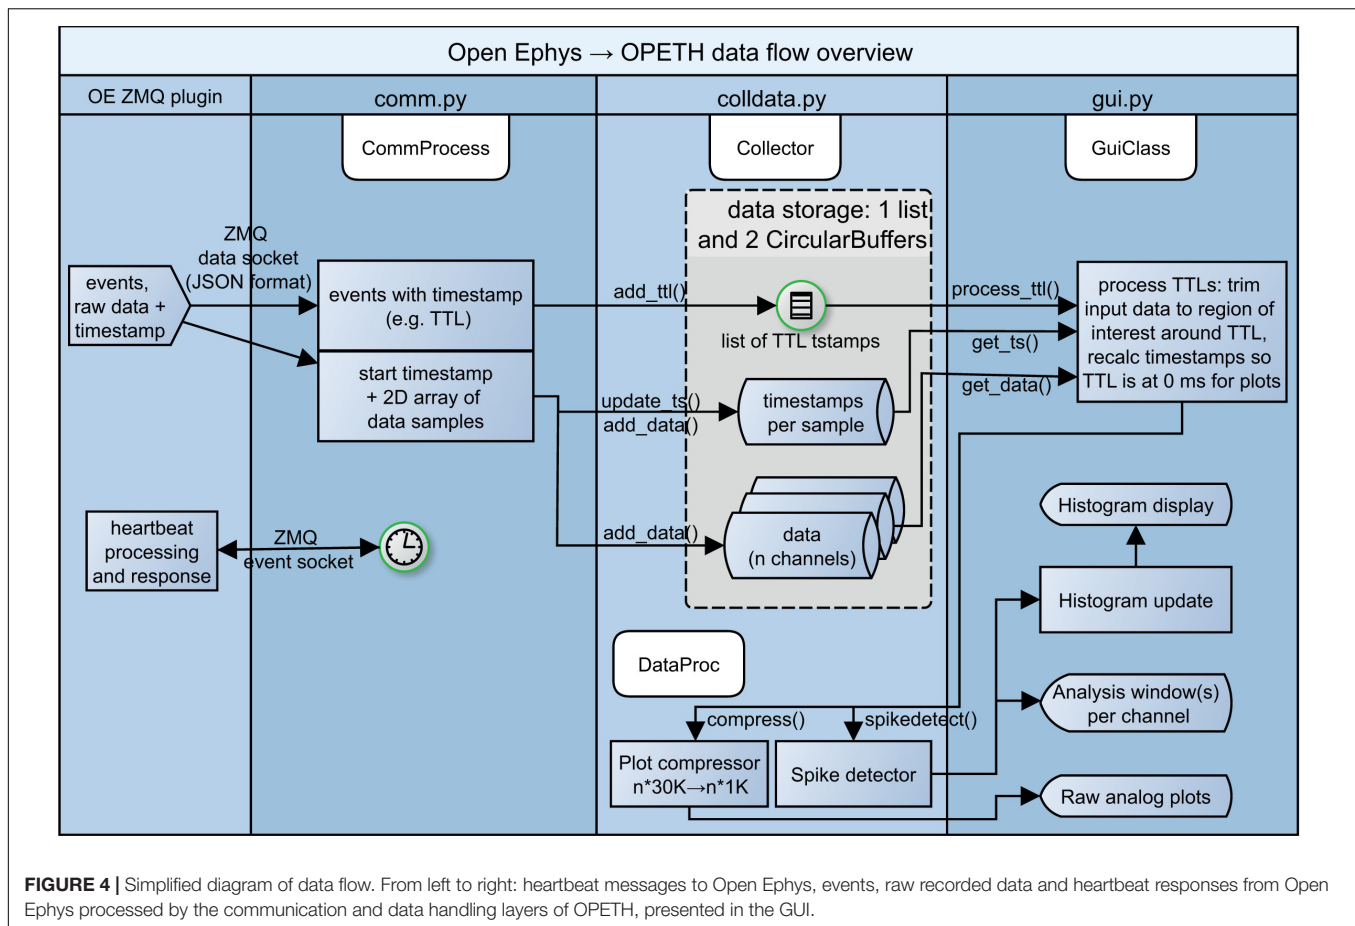 Open Ephys → OPETH data flow overview
OE ZMQ plugin
comm.py
colldata.py
gui.py
CommProcess
Collector
GuiClass
data storage: 1 list
and 2 CircularBuffers
ZMQ
data socket
(JSON format)
events,
raw data +
timestamp
events with timestamp
(e.g. TTL)
add_ttl()
list of TTL tstamps
process_ttl()
get_ts()
get_data()
process TTLs: trim
input data to region of
interest around TTL,
recalc timestamps so
TTL is at 0 ms for plots
start timestamp
+ 2D array of
data samples
update_ts()
add_data()
timestamps
per sample
heartbeat
processing
and response
ZMQ
event socket
add_data()
data
(n channels)
Histogram display
Histogram update
DataProc
Analysis window(s)
per channel
compress()
spikedetect()
Plot compressor
n*30K→n*1K
Spike detector
Raw analog plots
FIGURE 4 | Simplified diagram of data flow. From left to right: heartbeat messages to Open Ephys, events, raw recorded data and heartbeat responses from Open
Ephys processed by the communication and data handling layers of OPETH, presented in the GUI.